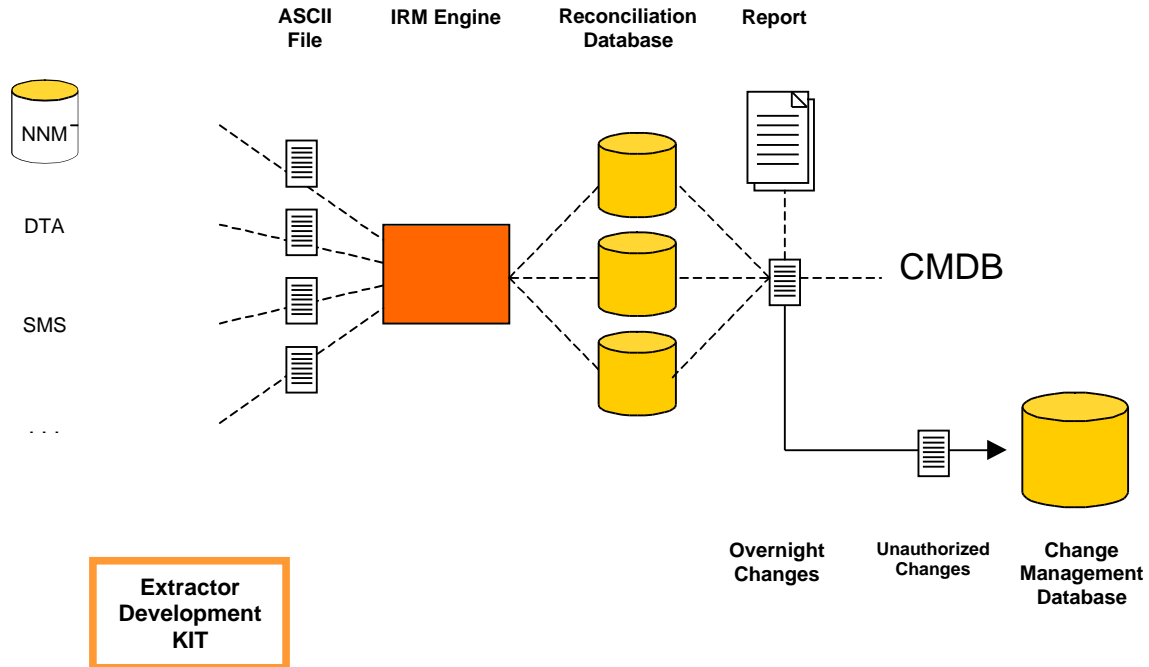 ASCII
File
IRM Engine
Reconciliation
Database
Report
NNM
DTA
SMS
...
CMDB
Overnight
Changes
Unauthorized
Changes
Change
Management
Database
Extractor
Development
KIT